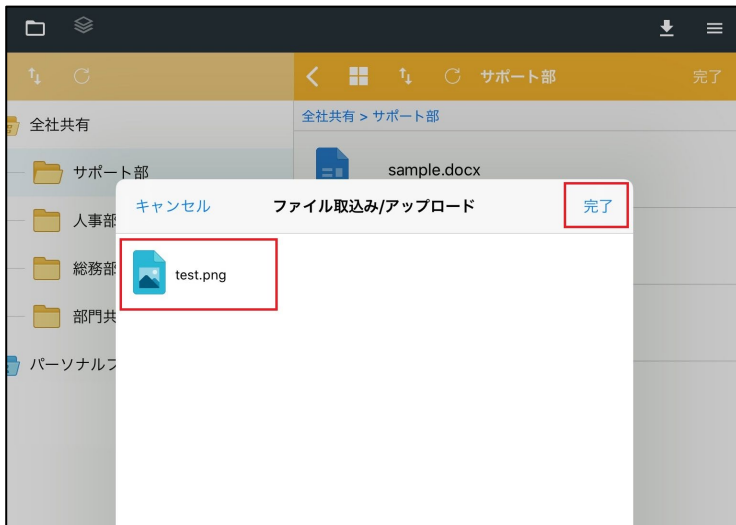 サポート部
完了
全社共有
全社共有 > サポート部
サポート部
sample.docx
キャンセル
ファイル取込み/アップロード
完了
人事部
総務部
test.png
部門共
パーソナルフ